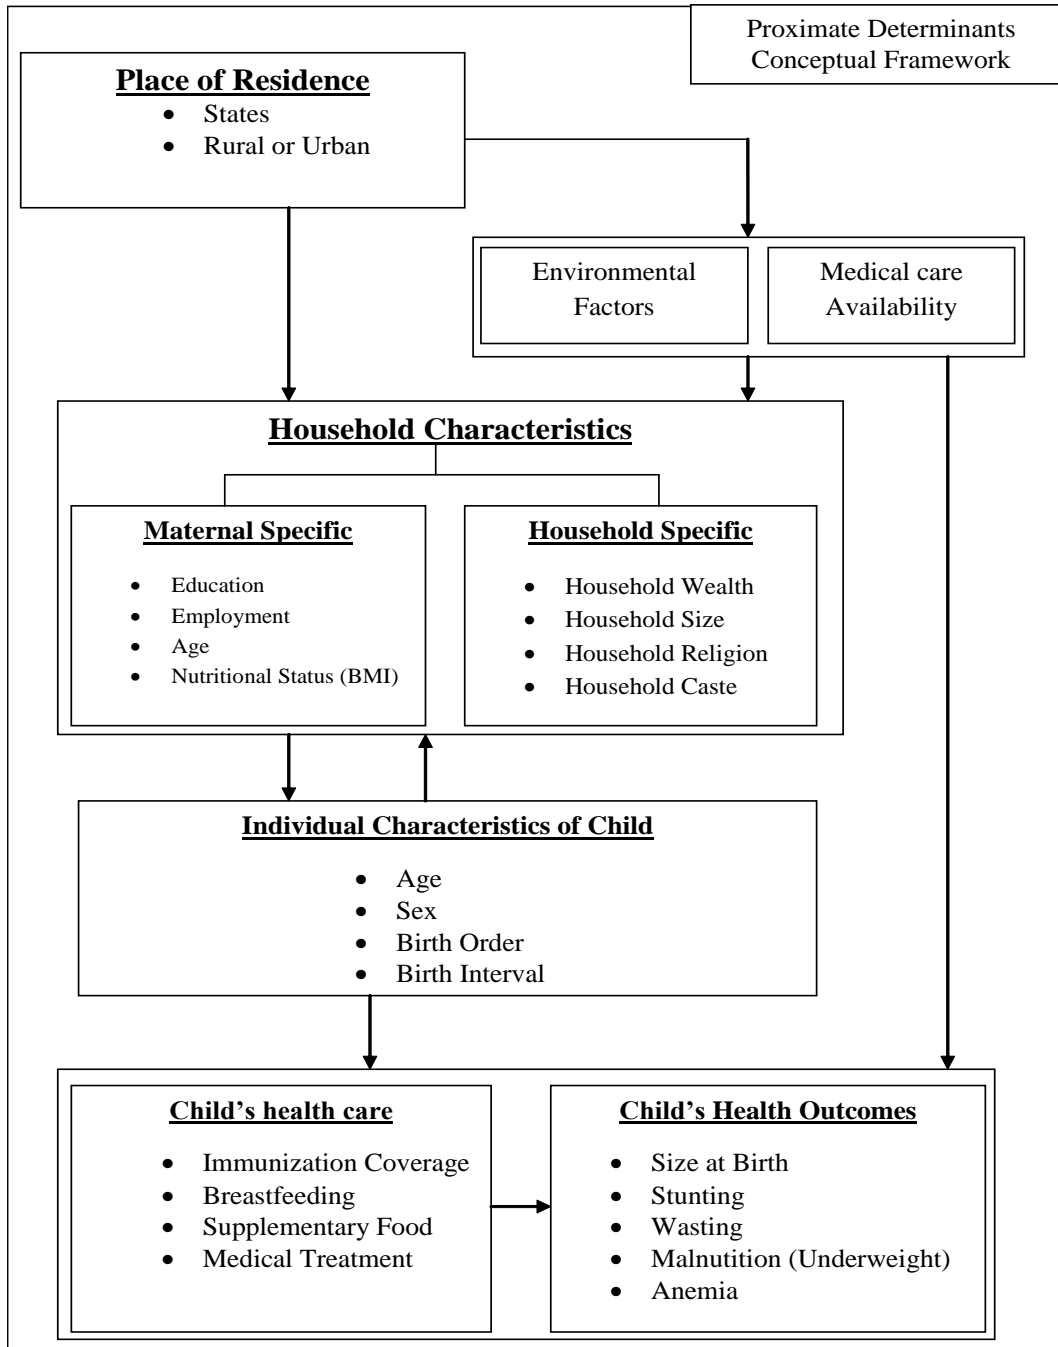 Proximate Determinants
Conceptual Framework
Place of Residence
• States
• Rural or Urban
Environmental
Factors
Medical care
Availability
Household Characteristics
Maternal Specific
• Education
• Employment
• Age
• Nutritional Status (BMI)
Household Specific
• Household Wealth
• Household Size
• Household Religion
• Household Caste
Individual Characteristics of Child
• Age
• Sex
• Birth Order
• Birth Interval
Child’s health care
• Immunization Coverage
• Breastfeeding
• Supplementary Food
• Medical Treatment
Child’s Health Outcomes
• Size at Birth
• Stunting
• Wasting
• Malnutition (Underweight)
• Anemia